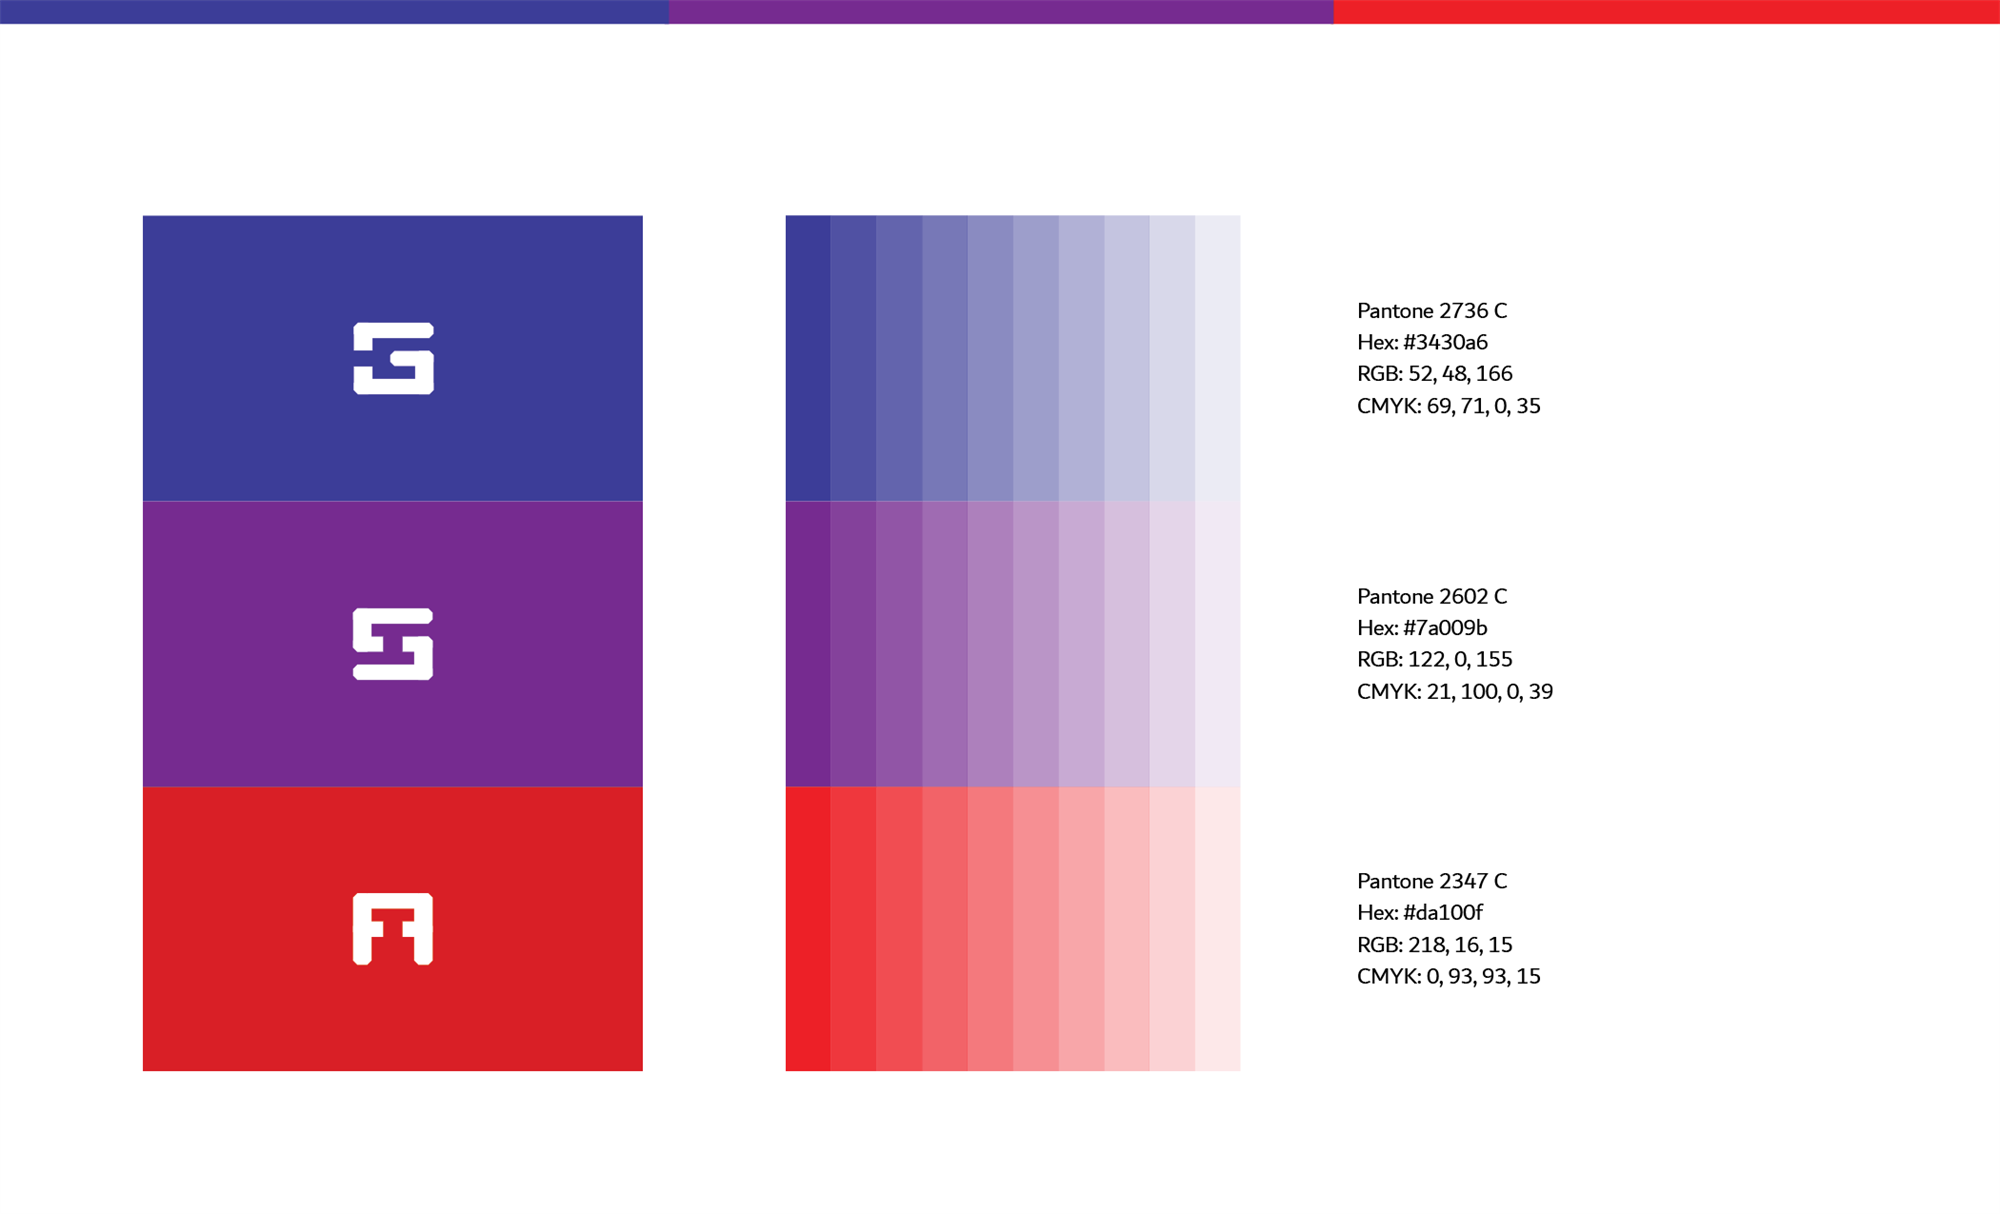 G
Pantone 2736 C
Hex: #3430a6
RGB: 52, 48, 166
CMYK: 69, 71, 0, 35
S
Pantone 2602 C
Hex: #7a009b
RGB: 122, 0, 155
CMYK: 21, 100, 0, 39
A
Pantone 2347 C
Hex: #da100f
RGB: 218, 16, 15
CMYK: 0, 93, 93, 15